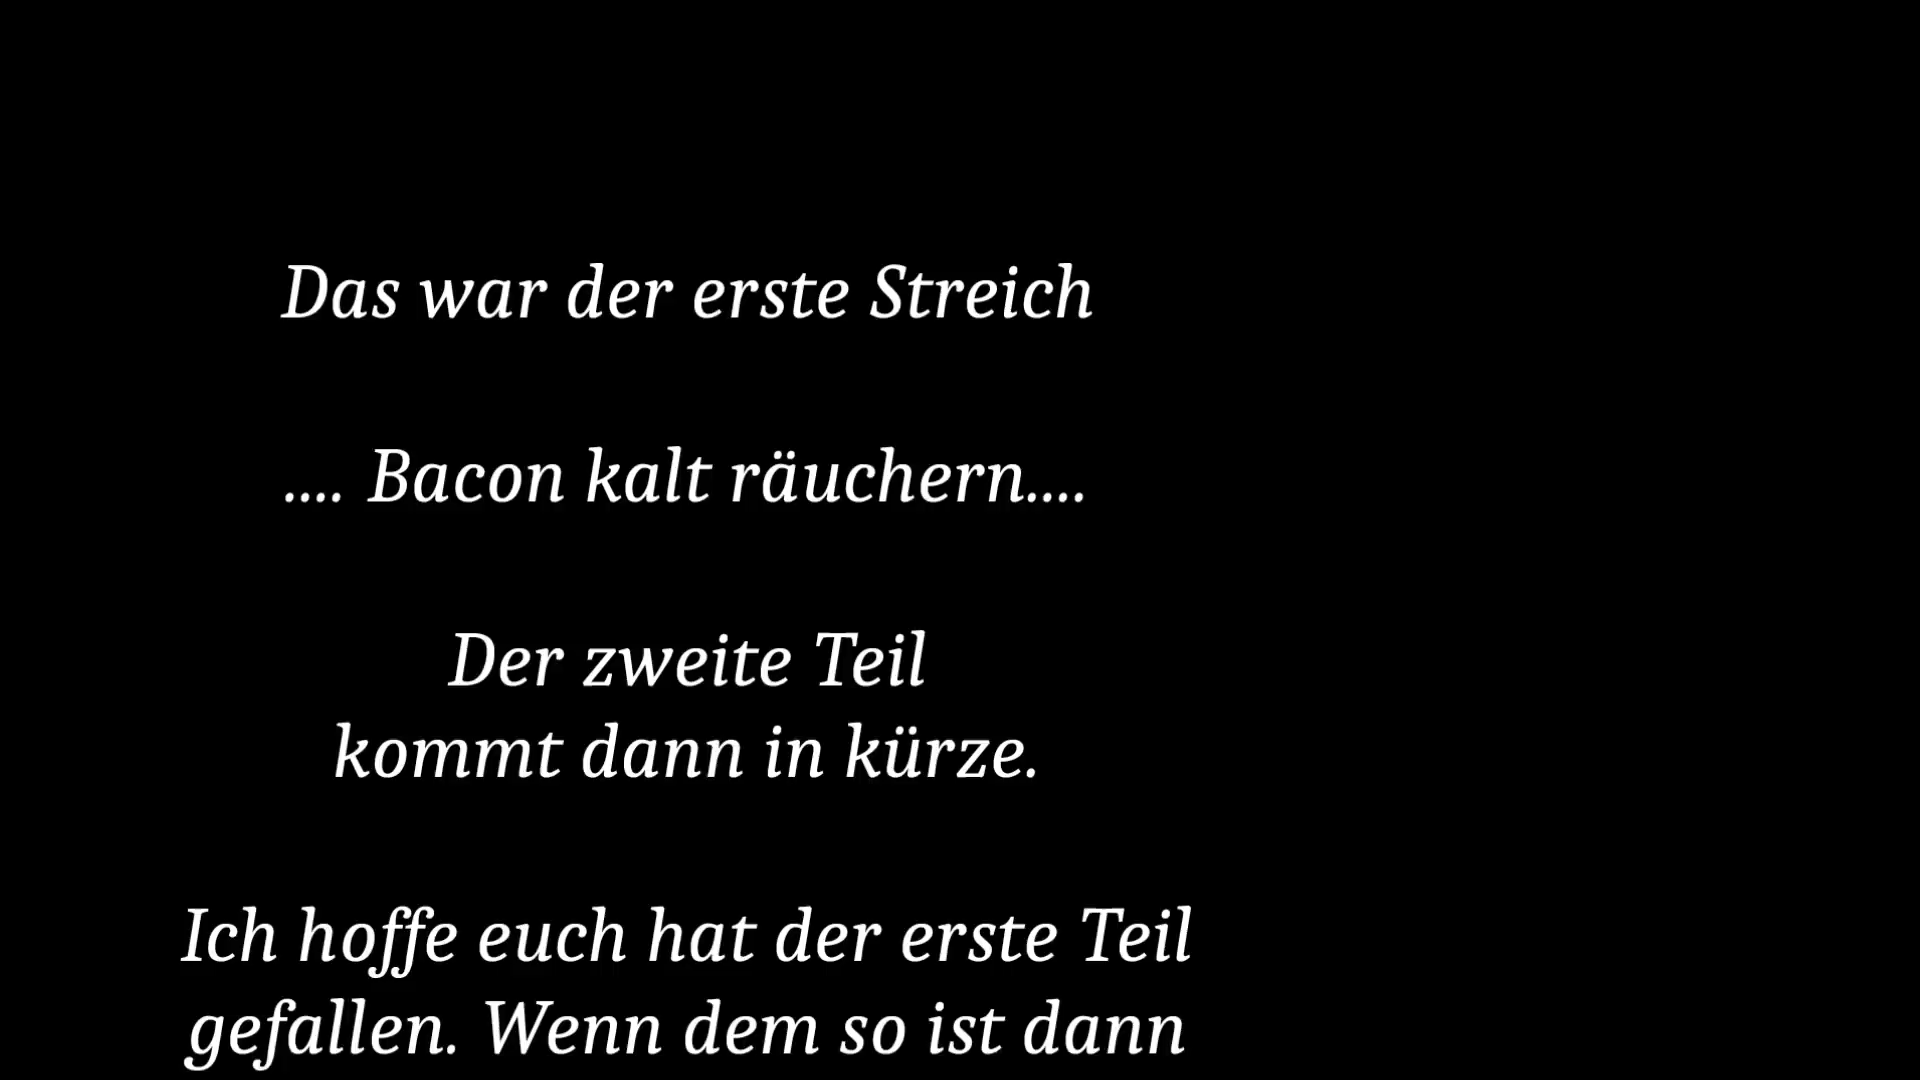 Das war der erste Streich
.... Bacon kalt räuchern....
Der zweite Teil
kommt dann in kürze.
Ich hoffe euch hat der erste Teil
gefallen. Wenn dem so ist dann